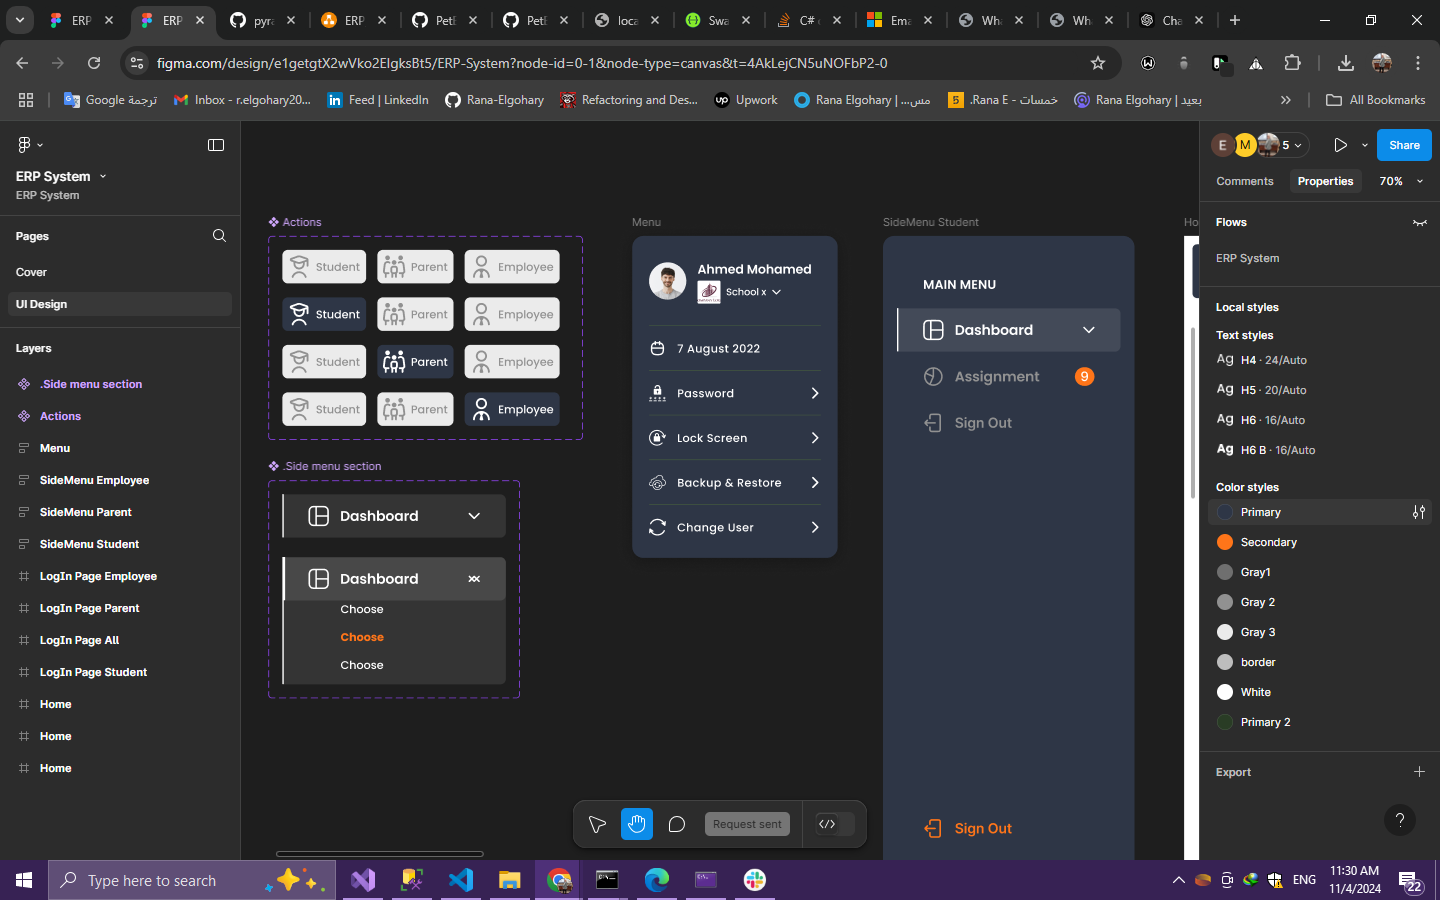 ERP
ERP
pyra
ERP
PetE
PetE
loca
Swa
C# c
Ema
Wha
Wha
Cha
figma.com/design/e1getgtX2wVko2ElgksBt5/ERP-System?node-id=0-1&node-type=canvas&t=4AkLejCN5uNOFbP2-0
Google ترجمة
Inbox - r.elgohary20...
Feed | LinkedIn
Rana-Elgohary
Refactoring and Des...
Upwork
Rana Elgohary | مس...
.Rana E - خمسات
Rana Elgohary | بعيد
All Bookmarks
ERP System
ERP System
Pages
Cover
UI Design
Layers
.Side menu section
Actions
Menu
SideMenu Employee
SideMenu Parent
SideMenu Student
LogIn Page Employee
LogIn Page Parent
LogIn Page All
LogIn Page Student
Home
Home
Home
Actions
Student Parent Employee
Student Parent Employee
Student Parent Employee
Student Parent Employee
.Side menu section
Dashboard
Dashboard
Choose
Choose
Choose
Menu
Ahmed Mohamed
School x
7 August 2022
Password
Lock Screen
Backup & Restore
Change User
SideMenu Student
MAIN MENU
Dashboard
Assignment 9
Sign Out
Sign Out
Ho
Request sent
E M 5
Share
Comments Properties 70%
Flows
ERP System
Local styles
Text styles
Ag H4 · 24/Auto
Ag H5 · 20/Auto
Ag H6 · 16/Auto
Ag H6 B · 16/Auto
Color styles
Primary
Secondary
Gray1
Gray 2
Gray 3
border
White
Primary 2
Export
?
Type here to search
ENG
11:30 AM
11/4/2024
22